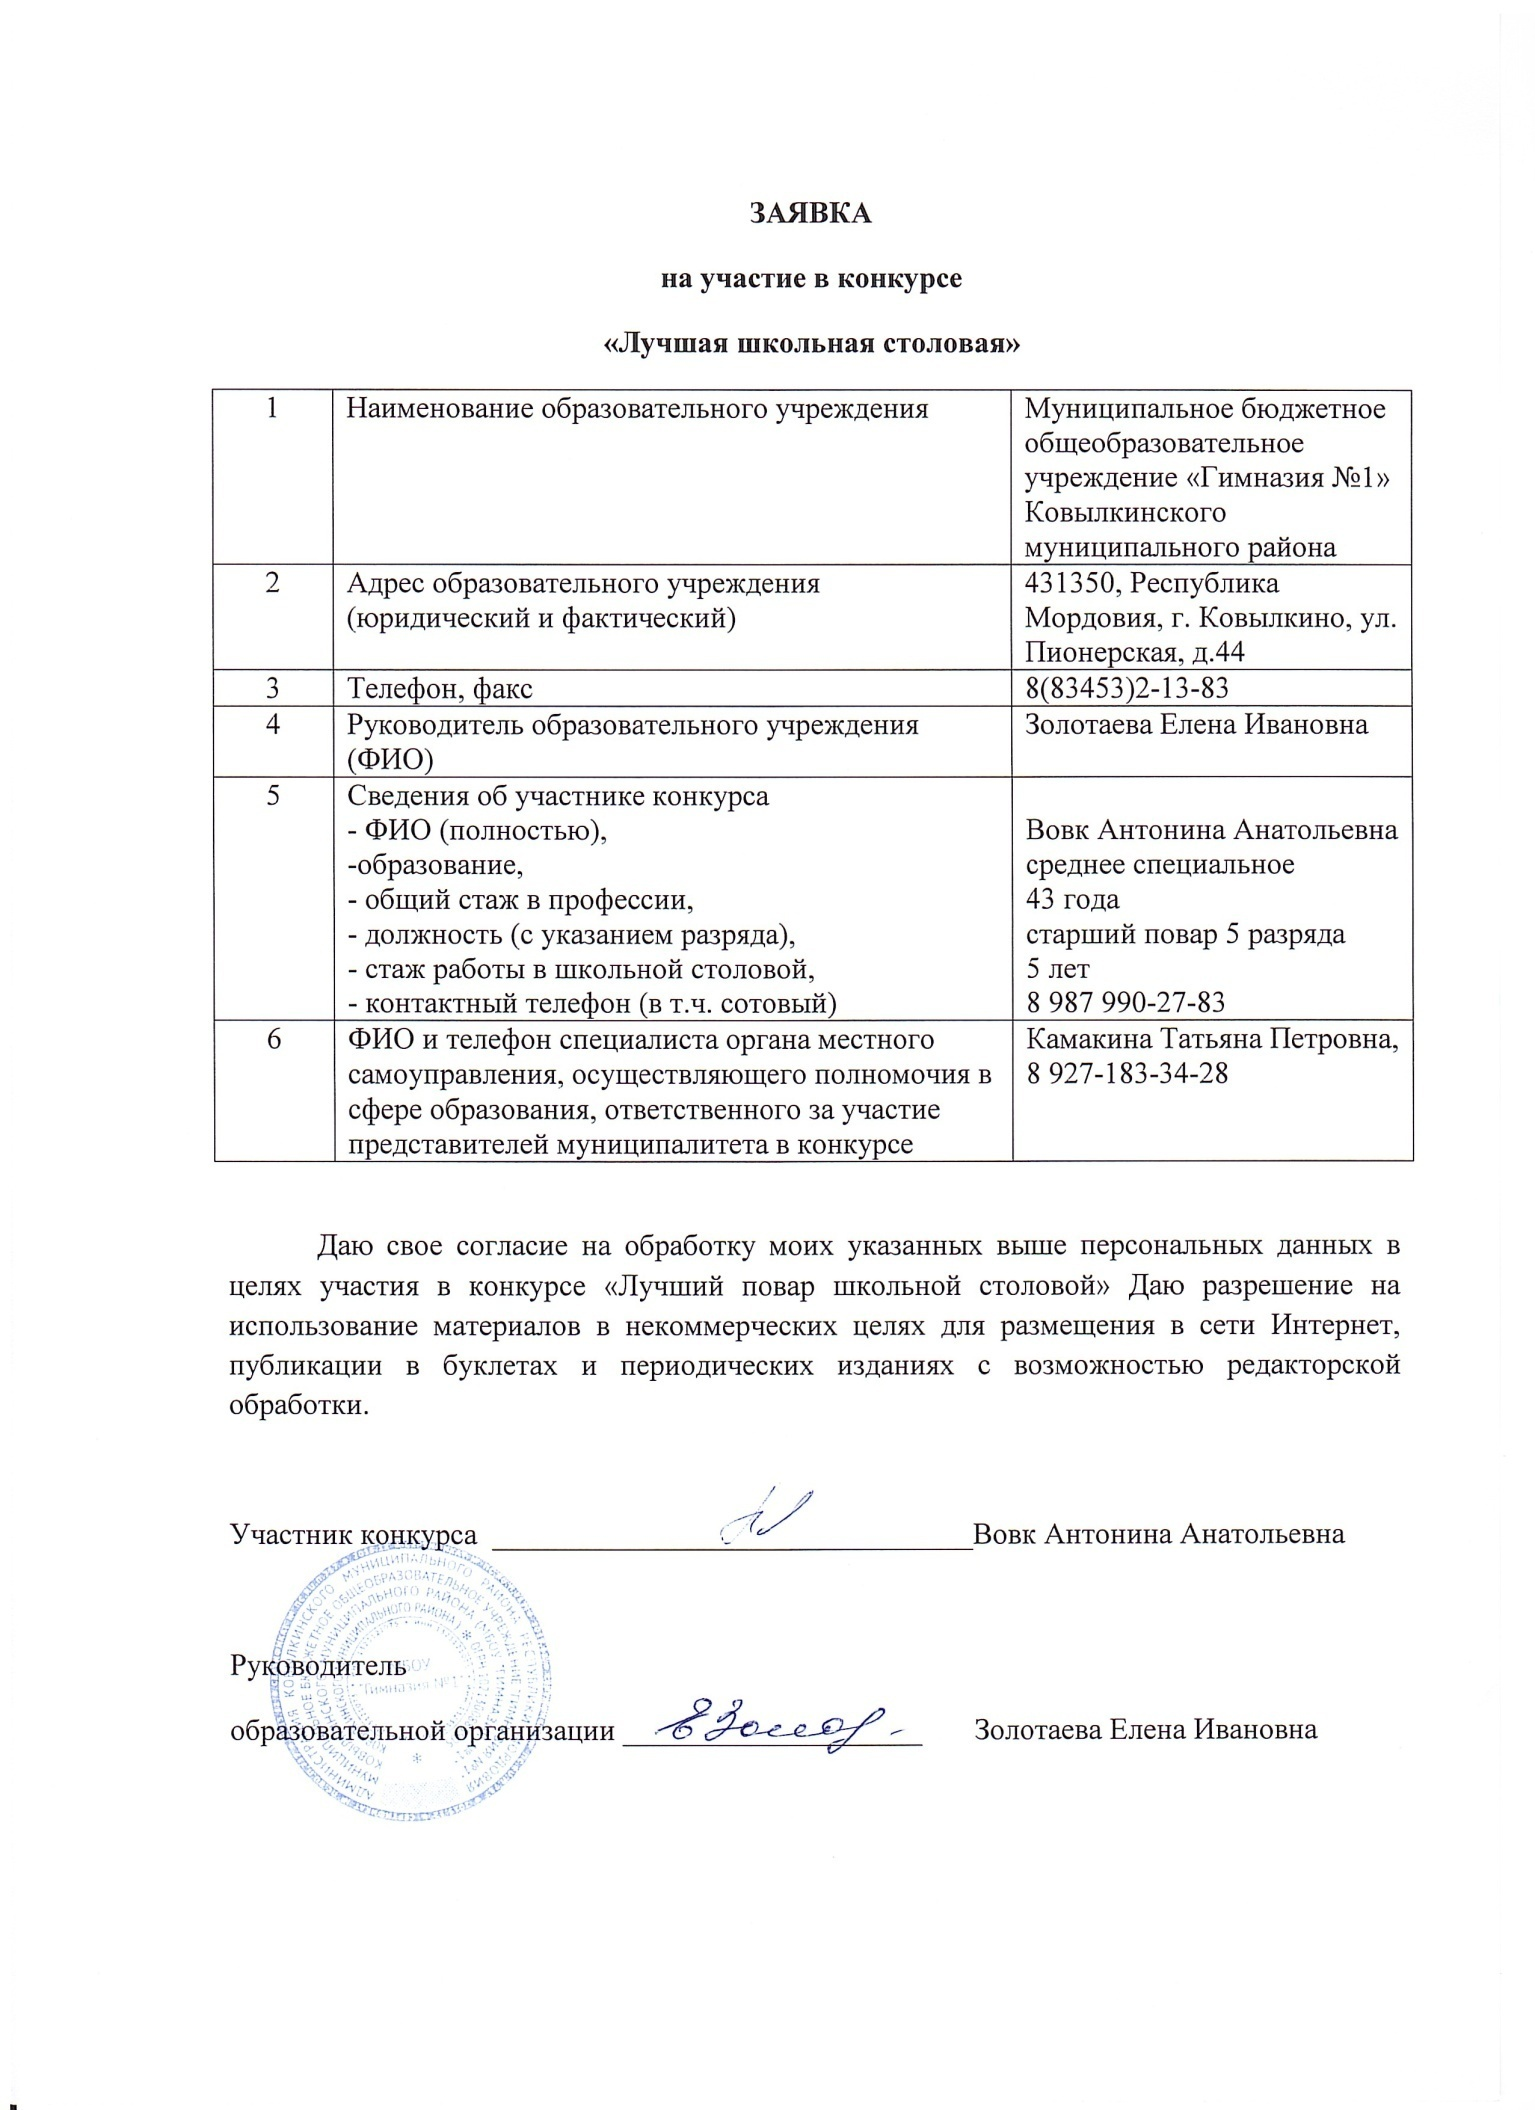 ЗАЯВКА
на участие в конкурсе
«Лучшая школьная столовая»
1
Наименование образовательного учреждения
Муниципальное бюджетное
общеобразовательное
учреждение «Гимназия №1»
Ковылкинского
муниципального района
2
Адрес образовательного учреждения
(юридический и фактический)
431350, Республика
Мордовия, г. Ковылкино, ул.
Пионерская, д.44
3
Телефон, факс
8(83453)2-13-83
4
Руководитель образовательного учреждения
(ФИО)
Золотаева Елена Ивановна
5
Сведения об участнике конкурса
- ФИО (полностью),
-образование,
- общий стаж в профессии,
- должность (с указанием разряда),
- стаж работы в школьной столовой,
- контактный телефон (в т.ч. сотовый)
Вовк Антонина Анатольевна
среднее специальное
43 года
старший повар 5 разряда
5 лет
8 987 990-27-83
6
ФИО и телефон специалиста органа местного
самоуправления, осуществляющего полномочия в
сфере образования, ответственного за участие
представителей муниципалитета в конкурсе
Камакина Татьяна Петровна,
8 927-183-34-28
Даю свое согласие на обработку моих указанных выше персональных данных в
целях участия в конкурсе «Лучший повар школьной столовой» Даю разрешение на
использование материалов в некоммерческих целях для размещения в сети Интернет,
публикации в буклетах и периодических изданиях с возможностью редакторской
обработки.
Участник конкурса Вовк Антонина Анатольевна
Руководитель
образовательной организации Золотаева Елена Ивановна
КОВЫЛКИНСКОГО МУНИЦИПАЛЬНОГО РАЙОНА
ОБЩЕОБРАЗОВАТЕЛЬНОЕ УЧРЕЖДЕНИЕ
"Гимназия №1"